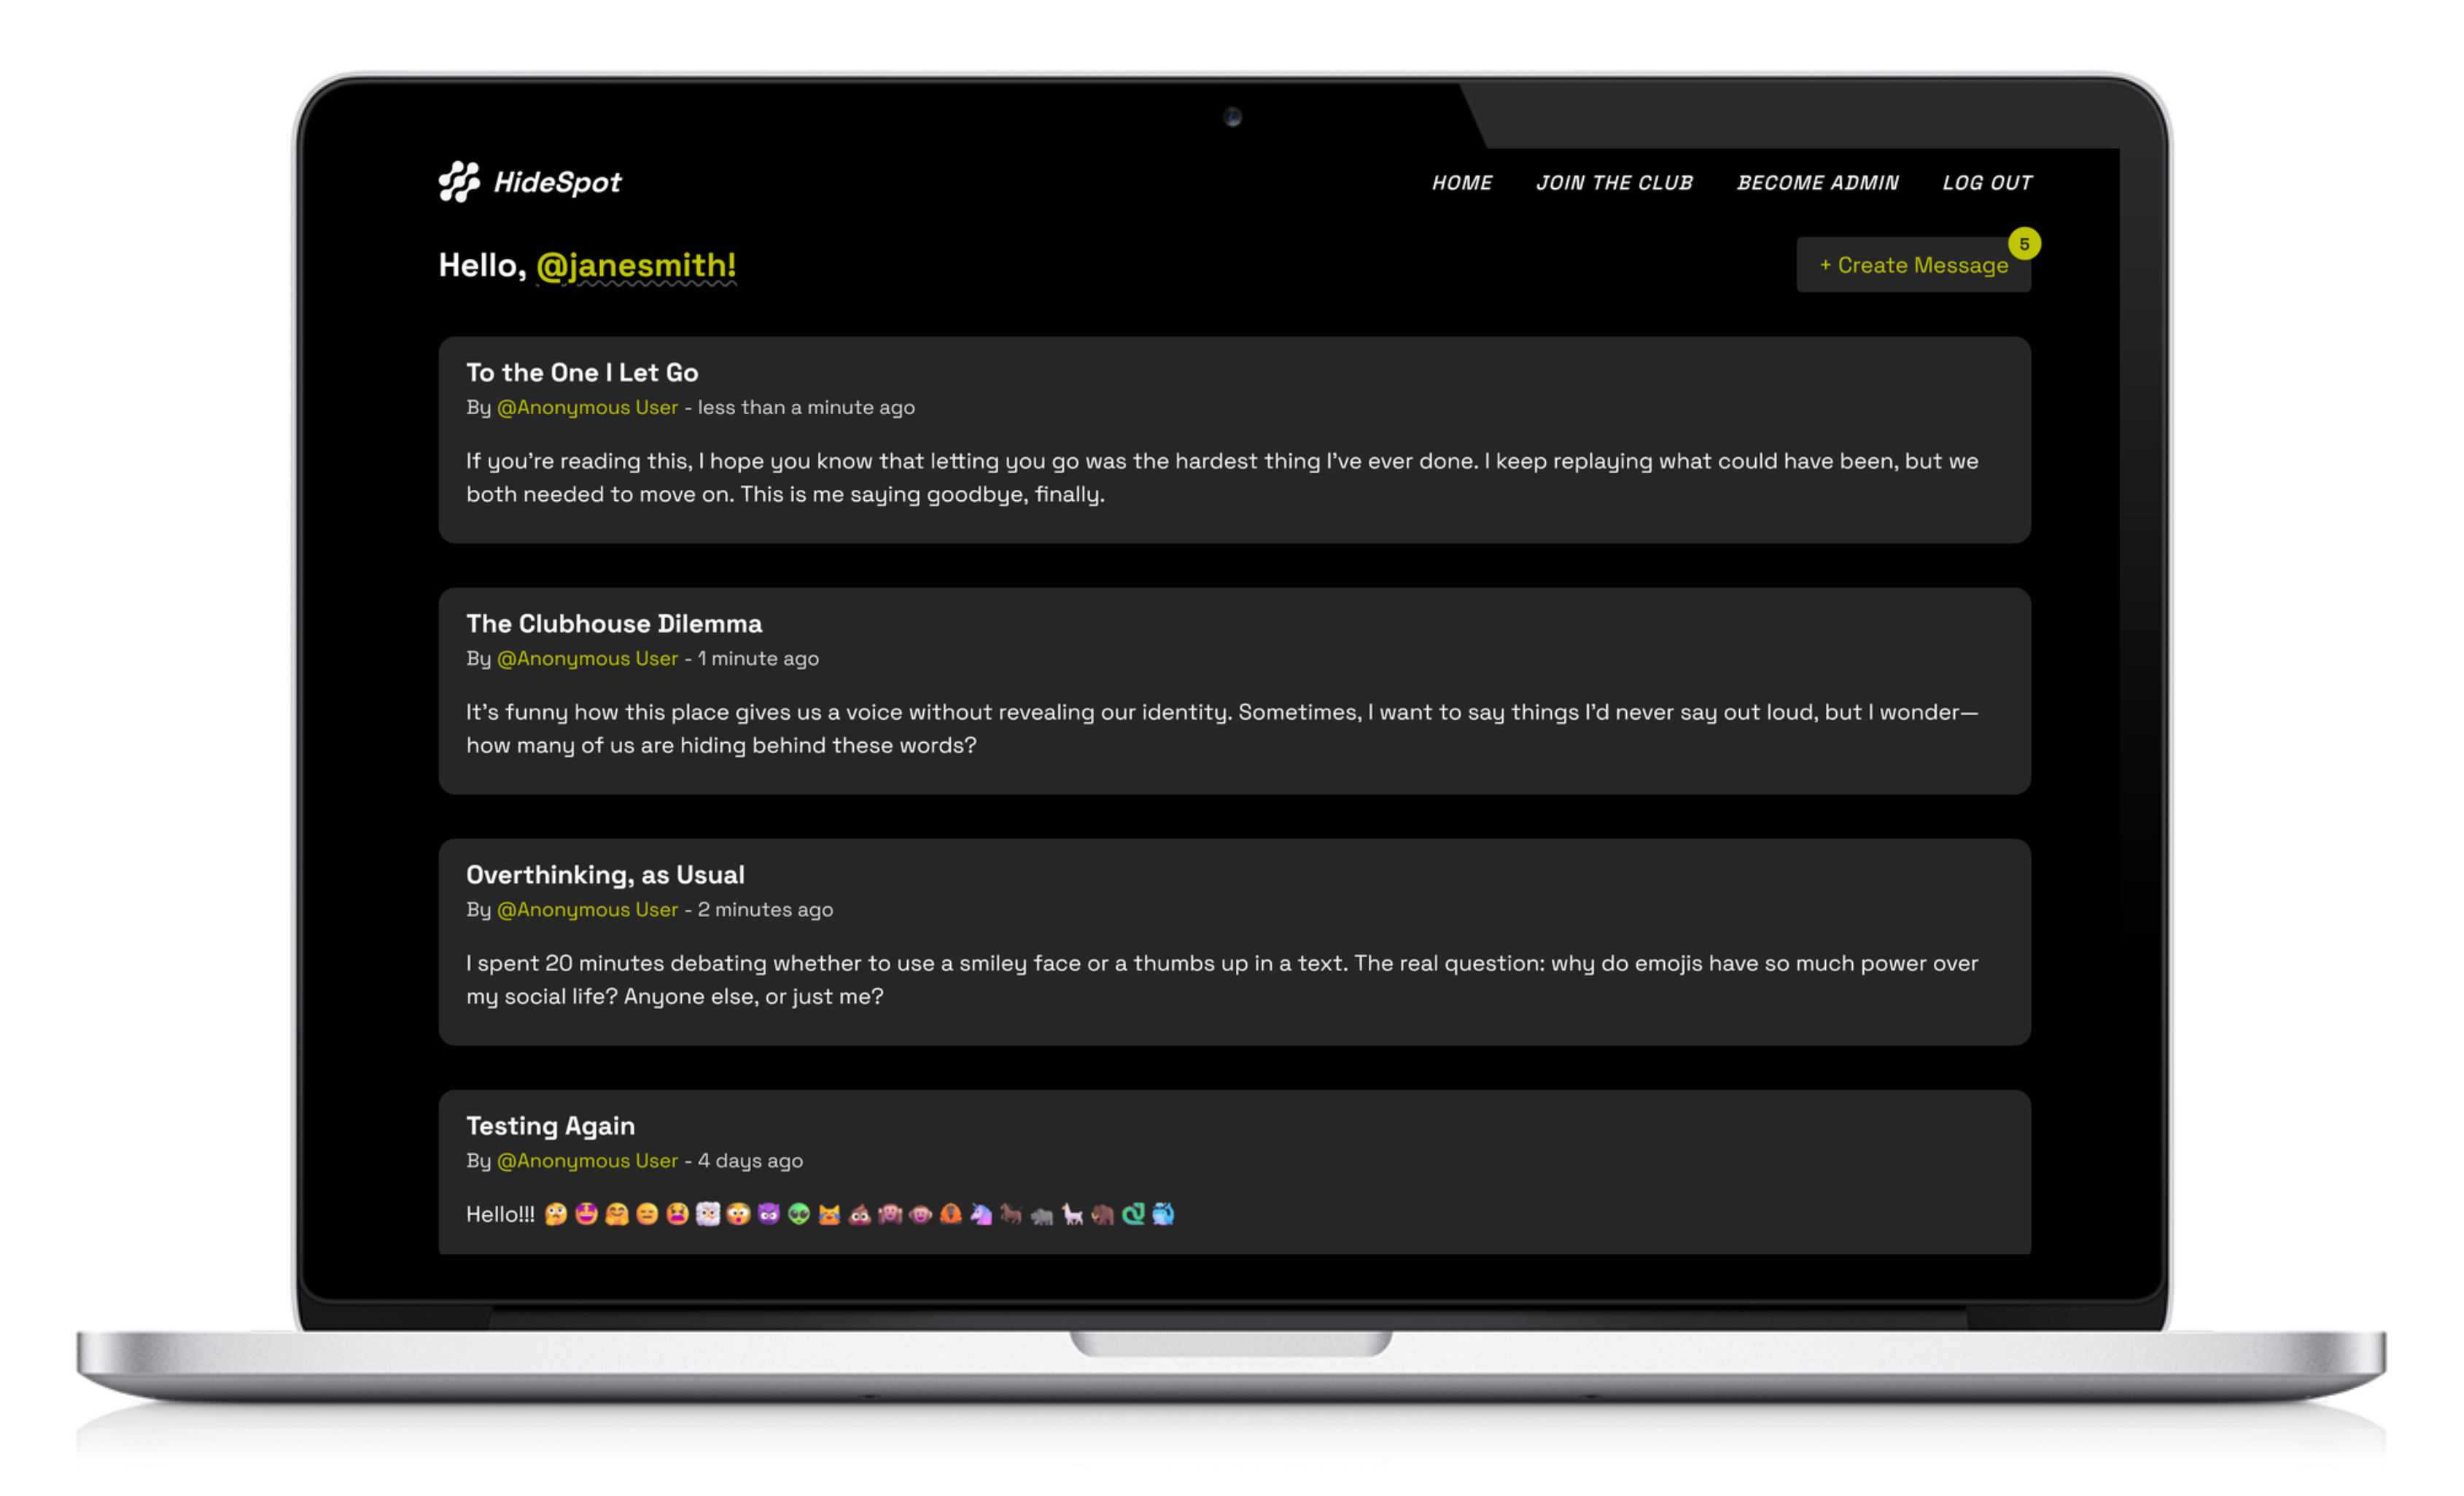 HideSpot
HOME JOIN THE CLUB BECOME ADMIN LOG OUT
Hello, @janesmith!
+ Create Message
5
To the One I Let Go
By @Anonymous User - less than a minute ago
If you’re reading this, I hope you know that letting you go was the hardest thing I’ve ever done. I keep replaying what could have been, but we
both needed to move on. This is me saying goodbye, finally.
The Clubhouse Dilemma
By @Anonymous User - 1 minute ago
It’s funny how this place gives us a voice without revealing our identity. Sometimes, I want to say things I’d never say out loud, but I wonder—
how many of us are hiding behind these words?
Overthinking, as Usual
By @Anonymous User - 2 minutes ago
I spent 20 minutes debating whether to use a smiley face or a thumbs up in a text. The real question: why do emojis have so much power over
my social life? Anyone else, or just me?
Testing Again
By @Anonymous User - 4 days ago
Hello!!!